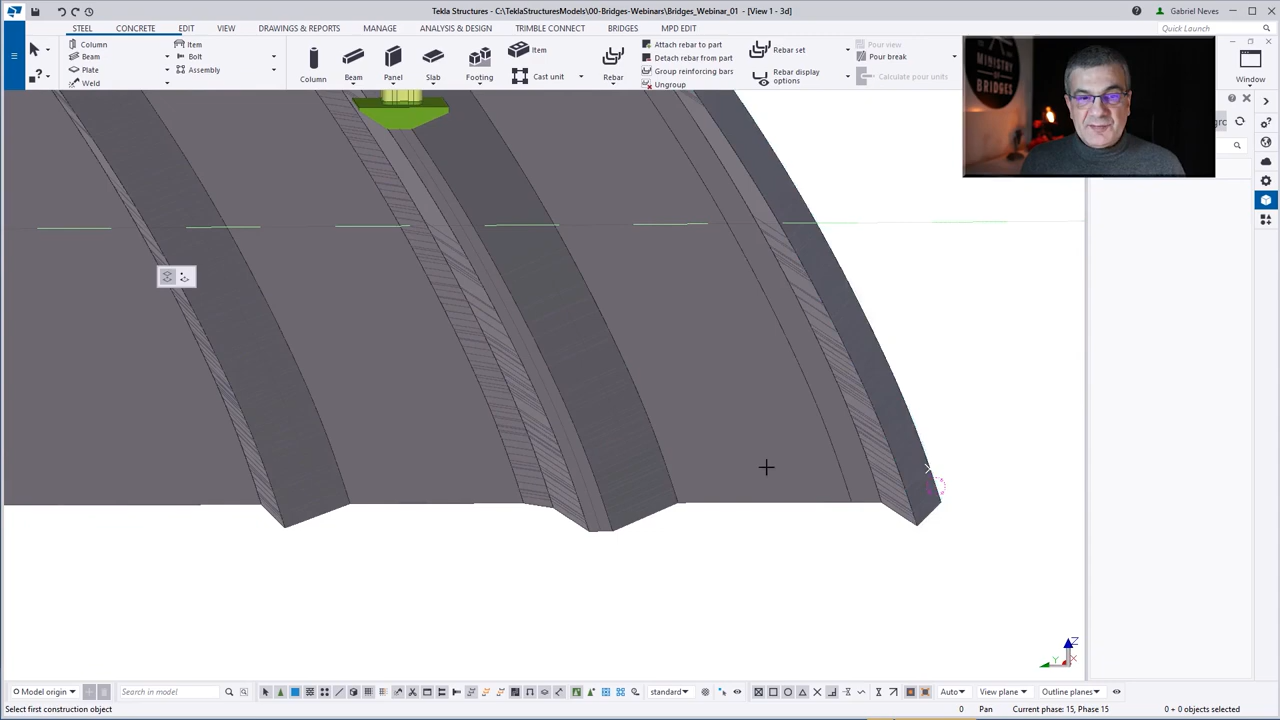 Tekla Structures - C:\TeklaStructuresModels\00-Bridges-Webinars\Bridges_Webinar_01 - [View 1 - 3d]
Gabriel Neves
STEEL CONCRETE EDIT VIEW DRAWINGS & REPORTS MANAGE ANALYSIS & DESIGN TRIMBLE CONNECT BRIDGES MPD EDIT
Quick Launch
Column
Beam
Plate
Weld
Item
Bolt
Assembly
Column
Beam
Panel
Slab
Footing
Item
Cast unit
Rebar
Attach rebar to part
Detach rebar from part
Group reinforcing bars
Ungroup
Rebar set
Rebar display
options
Pour view
Pour break
Calculate pour units
Window
MINISTRY
OF
BRIDGES
Z
Y
X
Model origin
Search in model
standard
Auto
View plane
Outline planes
Select first construction object
0
Pan
Current phase: 15, Phase 15
0 + 0 objects selected